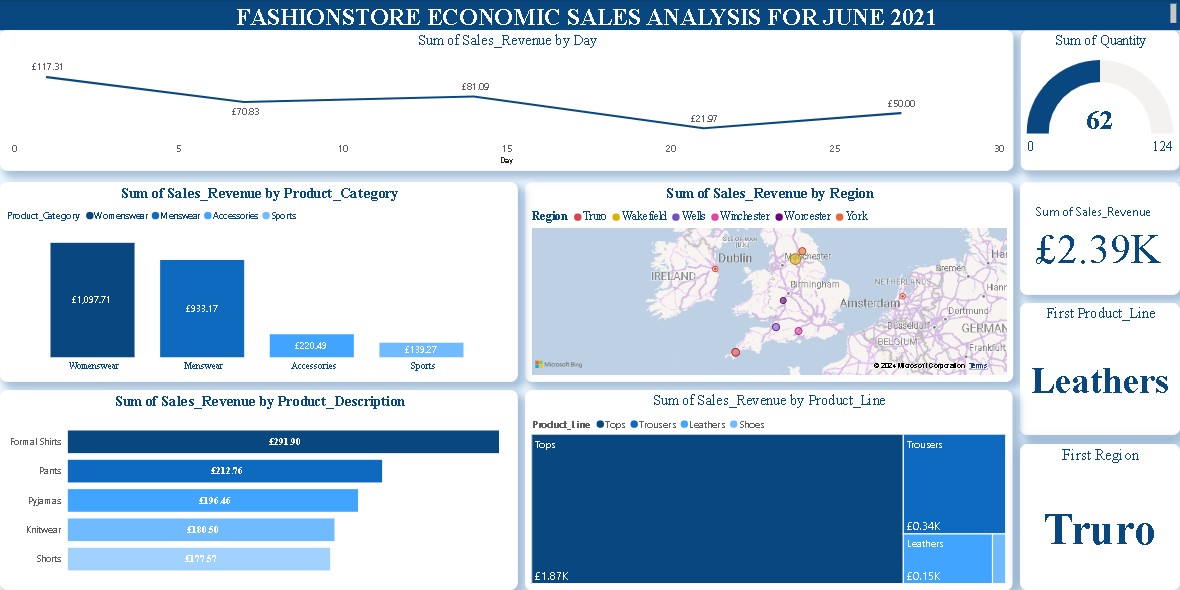 FASHIONSTORE ECONOMIC SALES ANALYSIS FOR JUNE 2021
Sum of Sales_Revenue by Day
£117.31
£70.83
£81.09
£21.97
£50.00
0 5 10 15 20 25 30
Day
Sum of Quantity
62
0 124
Sum of Sales_Revenue by Product_Category
Product_Category Womenswear Menswear Accessories Sports
£1,097.71
£933.17
£220.49
£139.27
Womenswear Menswear Accessories Sports
Sum of Sales_Revenue by Region
Region Truro Wakefield Wells Winchester Worcester York
ISLE OF MAN
Dublin
Manchester
IRELAND
Birmingham
NETHERLANDS
Amsterdam
Bremen
Hann
Dortmund
Düsseldorf
GERMAN
BELGIUM
Frankfurt
Microsoft Bing
© 2024 Microsoft Corporation Terms
Sum of Sales_Revenue
£2.39K
First Product_Line
Leathers
Sum of Sales_Revenue by Product_Description
Formal Shirts £291.90
Pants £212.76
Pyjamas £196.46
Knitwear £180.50
Shorts £177.57
Sum of Sales_Revenue by Product_Line
Product_Line Tops Trousers Leathers Shoes
Tops
£1.87K
Trousers
£0.34K
Leathers
£0.15K
First Region
Truro